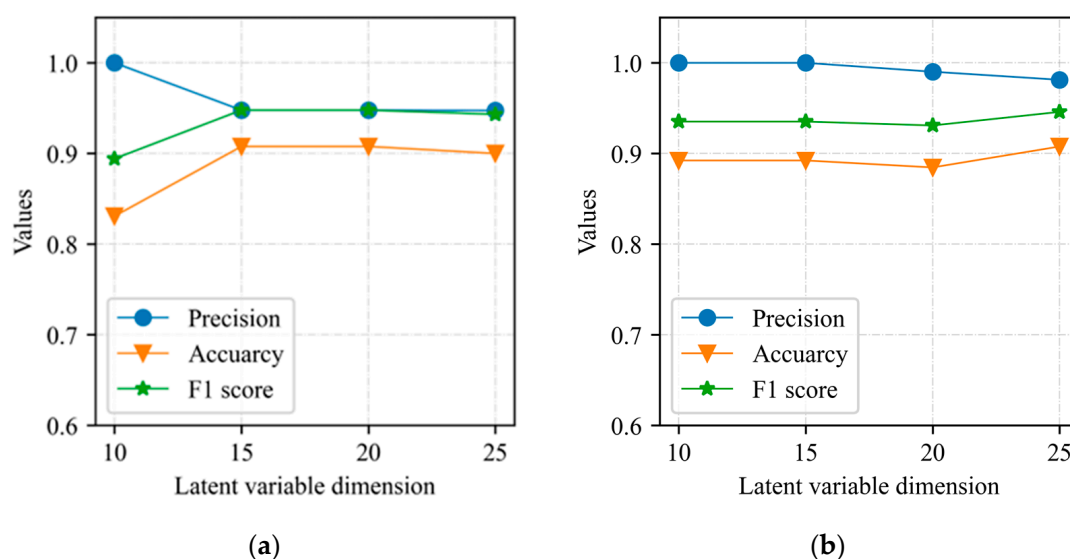 1.0
0.9
0.8
0.7
0.6
Values
Precision
Accuarcy
F1 score
10 15 20 25
Latent variable dimension
(a)
1.0
0.9
0.8
0.7
0.6
Values
Precision
Accuarcy
F1 score
10 15 20 25
Latent variable dimension
(b)